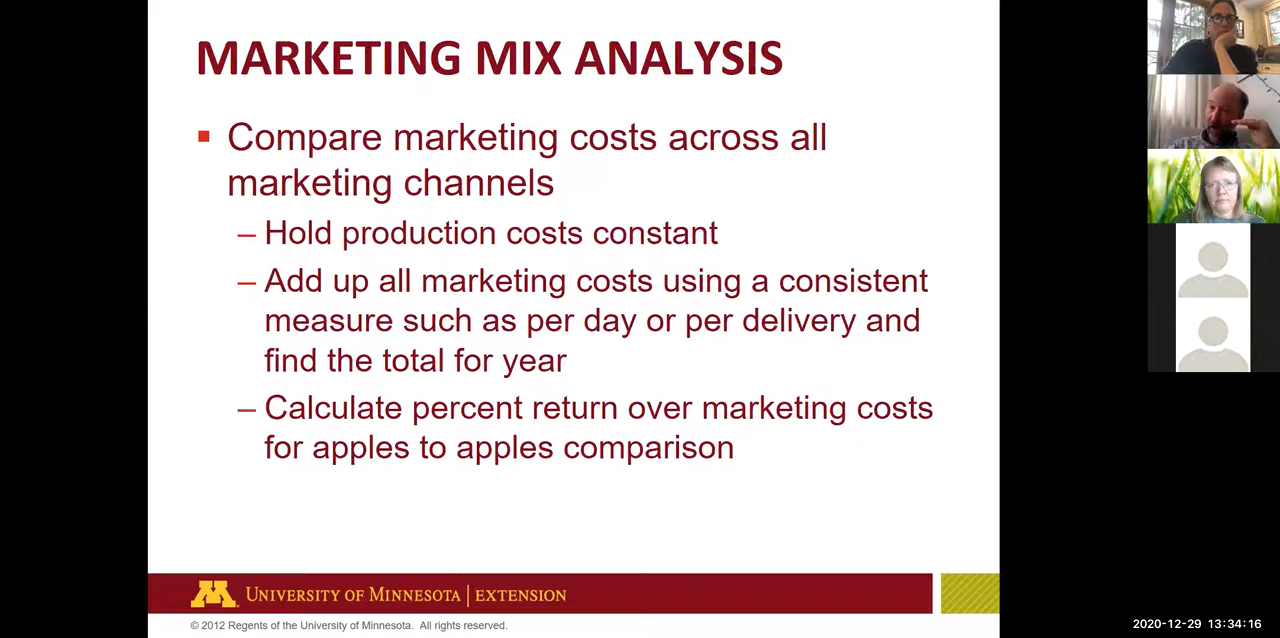 MARKETING MIX ANALYSIS
▪ Compare marketing costs across all
marketing channels
– Hold production costs constant
– Add up all marketing costs using a consistent
measure such as per day or per delivery and
find the total for year
– Calculate percent return over marketing costs
for apples to apples comparison
M UNIVERSITY OF MINNESOTA | EXTENSION
© 2012 Regents of the University of Minnesota. All rights reserved.
2020-12-29 13:34:16